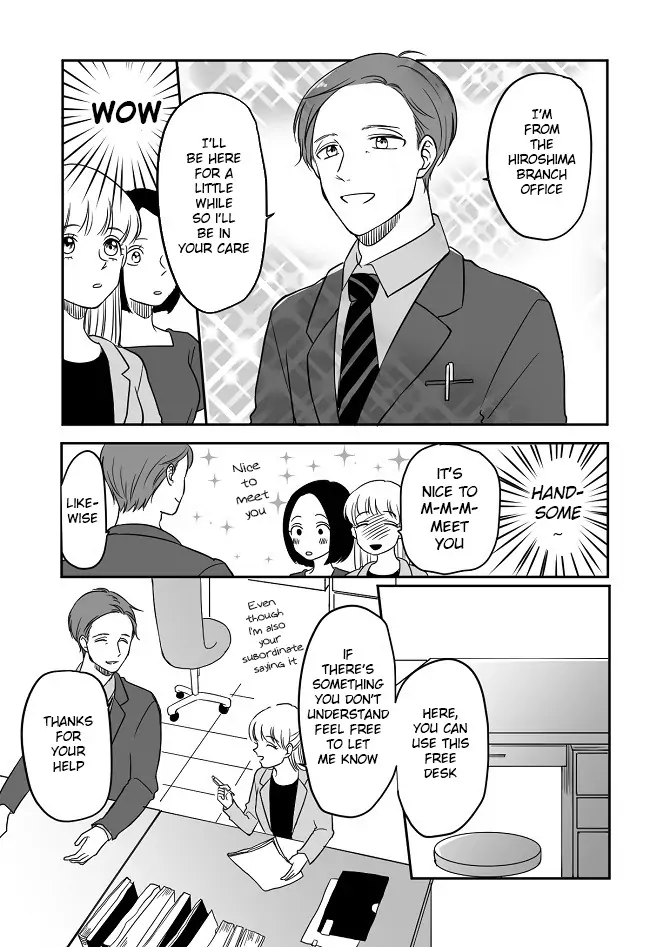 I'M
FROM
THE
HIROSHIMA
BRANCH
OFFICE
I'LL
BE HERE
FOR A
LITTLE
WHILE
SO I'LL
BE IN
YOUR CARE
WOW
HAND-
SOME
~
IT'S
NICE TO
M-M-M-
MEET
YOU
Nice
to
meet
you
LIKE-
WISE
HERE,
YOU CAN
USE THIS
FREE
DESK
IF
THERE'S
SOMETHING
YOU DON'T
UNDERSTAND
FEEL FREE
TO LET
ME KNOW
Even
though
I'm also
your
subordinate
saying it
THANKS
FOR
YOUR
HELP